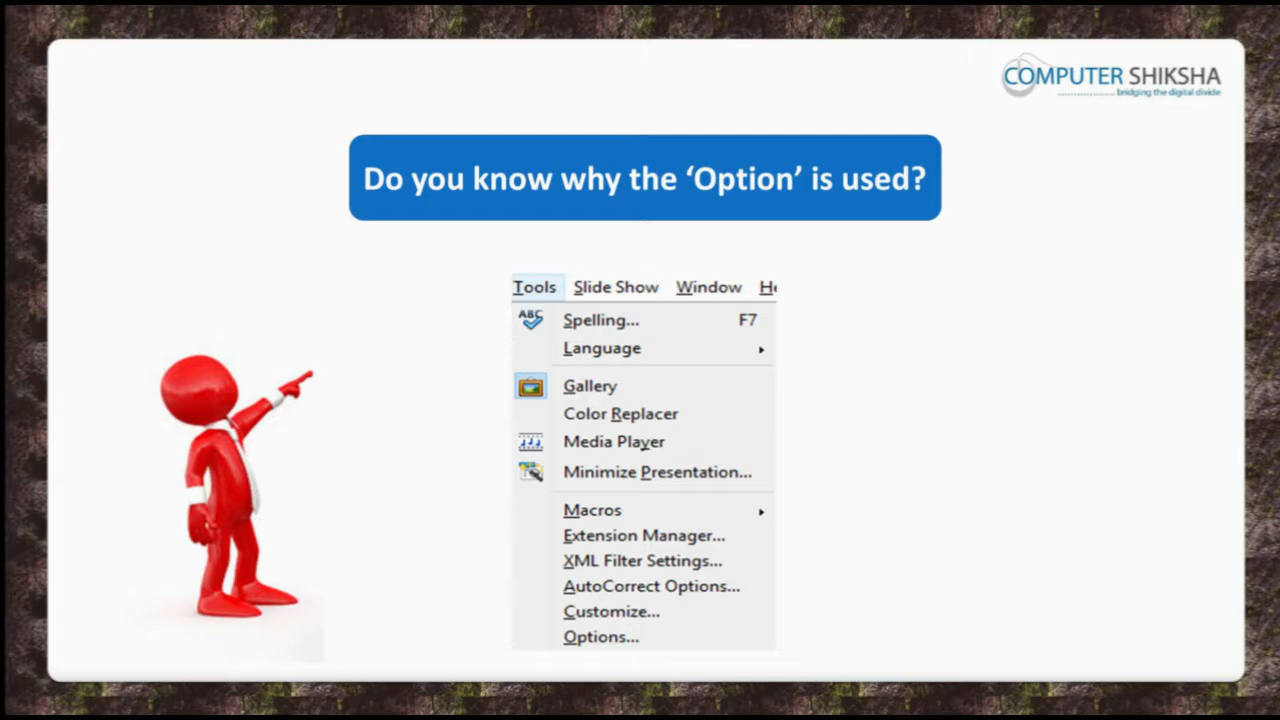 COMPUTER SHIKSHA
bridging the digital divide
Do you know why the ‘Option’ is used?
Tools Slide Show Window He
ABC Spelling... F7
Language
Gallery
Color Replacer
Media Player
Minimize Presentation...
Macros
Extension Manager...
XML Filter Settings...
AutoCorrect Options...
Customize...
Options...